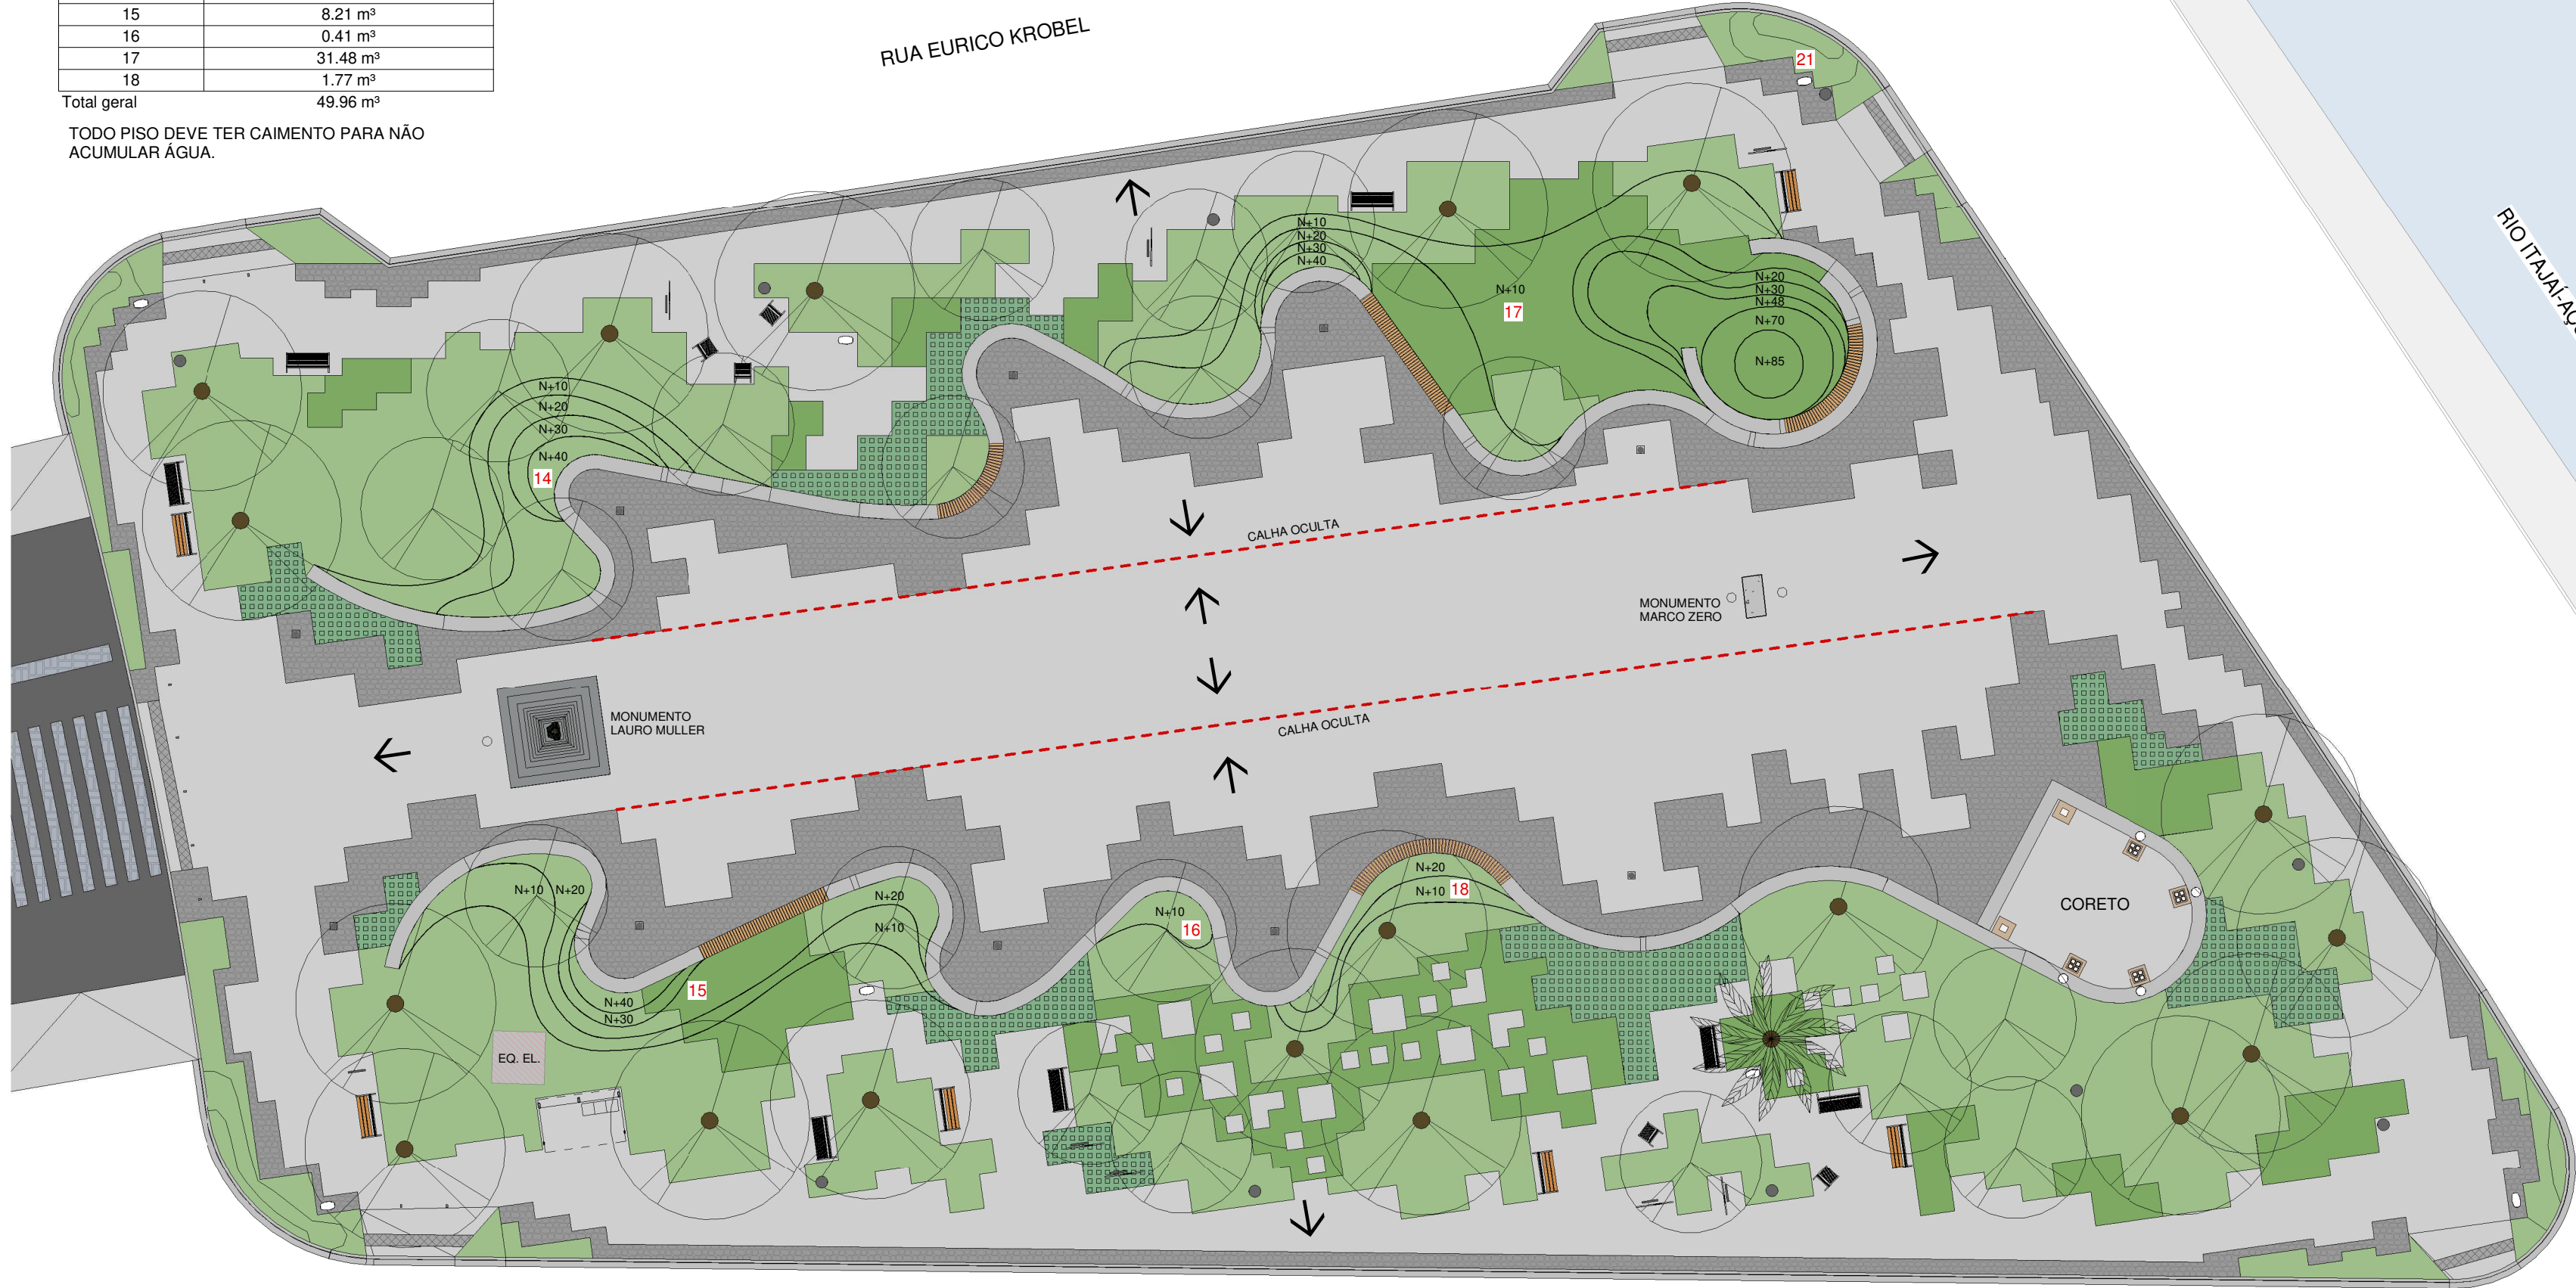 15 8.21 m³
16 0.41 m³
17 31.48 m³
18 1.77 m³
Total geral 49.96 m³
TODO PISO DEVE TER CAIMENTO PARA NÃO
ACUMULAR ÁGUA.
RUA EURICO KROBEL
21
RIO ITAJAÍ-AÇ
N+10
N+20
N+30
N+40
N+10
17
N+20
N+30
N+48
N+70
N+85
N+10
N+20
N+30
N+40
14
CALHA OCULTA
MONUMENTO
MARCO ZERO
MONUMENTO
LAURO MULLER
CALHA OCULTA
N+10 N+20
N+40
N+30
15
N+20
N+10
N+10
16
N+20
N+10 18
CORETO
EQ. EL.